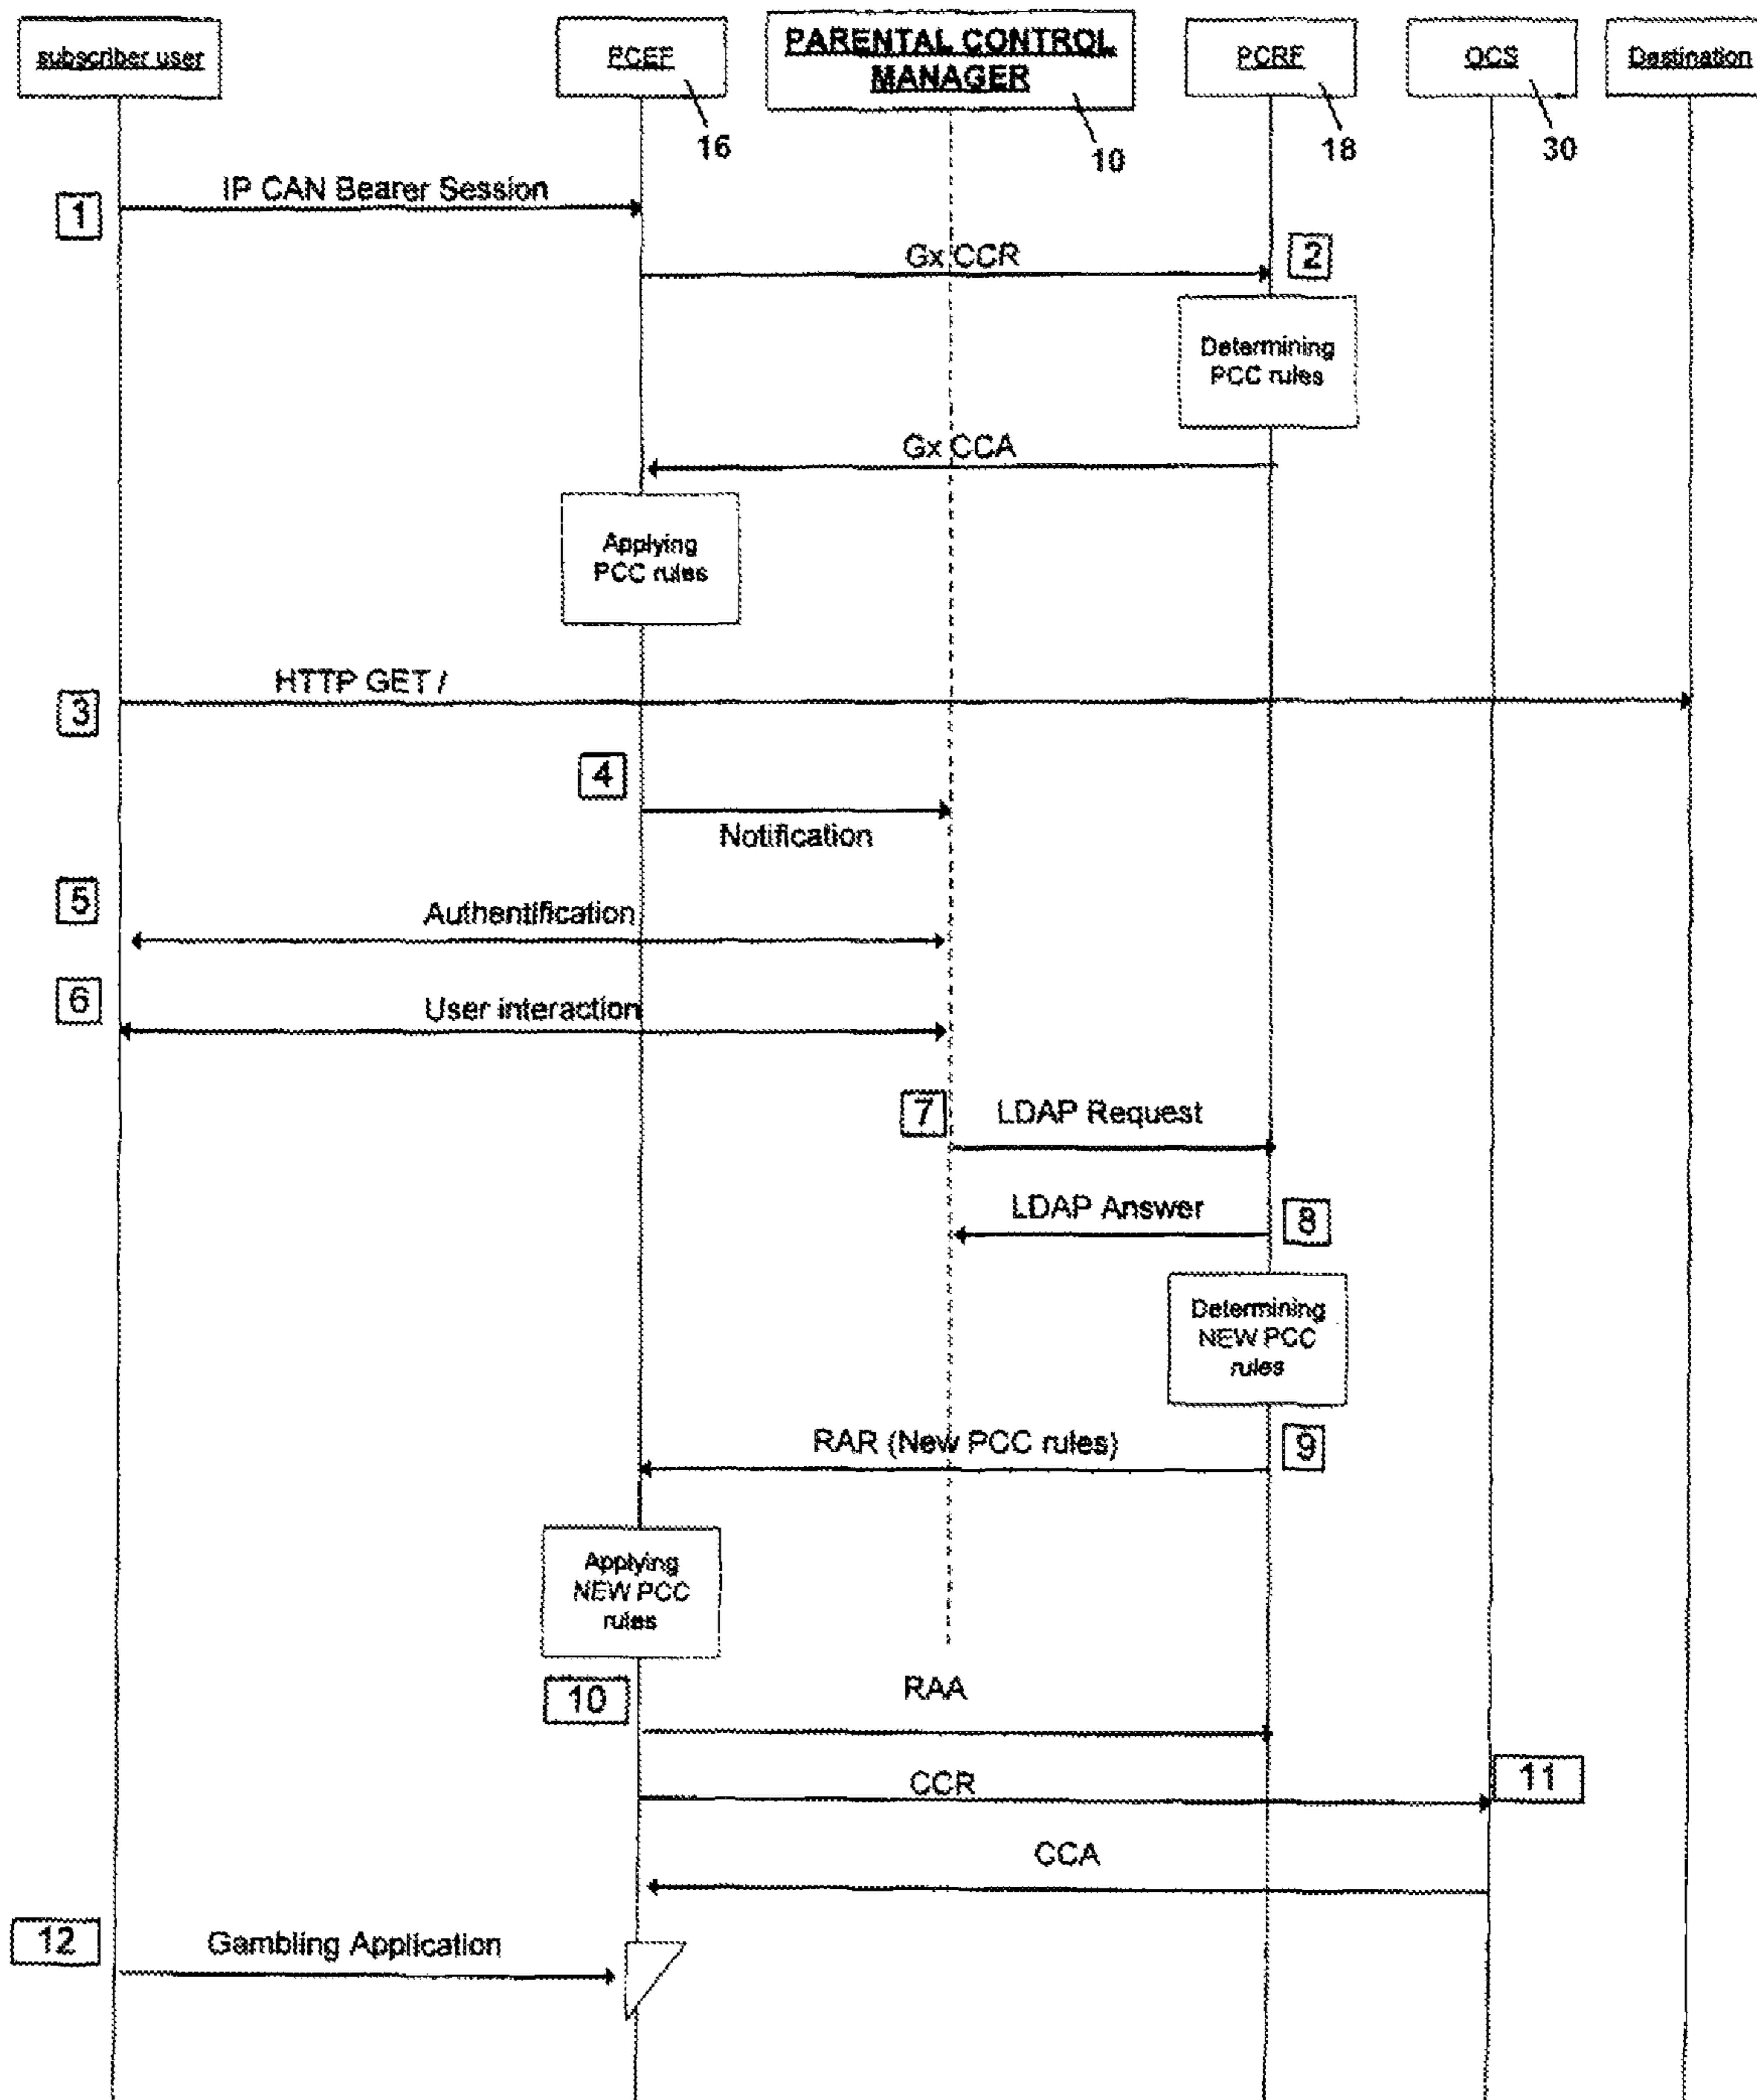 subscriber user
PCEF
PARENTAL CONTROL
MANAGER
PCRF
OCS
Destination
16
10
18
30
IP CAN Bearer Session
1
Gx CCR
2
Determining
PCC rules
Gx CCA
Applying
PCC rules
HTTP GET /
3
4
Notification
5
Authentification
6
User interaction
7
LDAP Request
LDAP Answer
8
Determining
NEW PCC
rules
RAR (New PCC rules)
9
Applying
NEW PCC
rules
10
RAA
CCR
11
CCA
12
Gambling Application